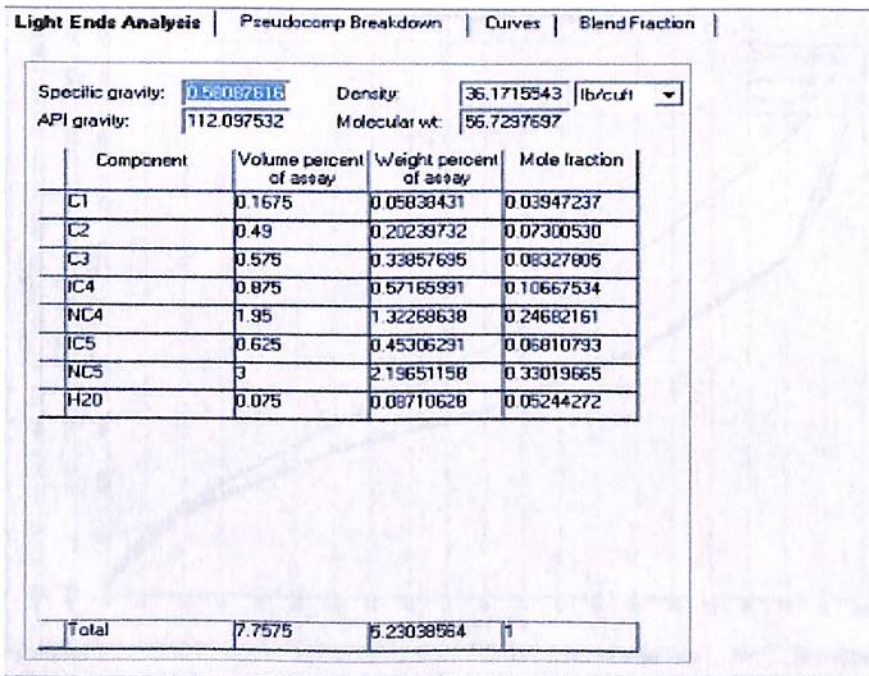 Light Ends Analysis | Pseudocomp Breakdown | Curves | Blend Fraction |
Specific gravity: 0.58087616 Density: 36.1715543 lb/cuft
API gravity: 112.097532 Molecular wt: 56.7297697
Component Volume percent of assay Weight percent of assay Mole fraction
C1 0.1675 0.05838431 0.03947237
C2 0.49 0.20239732 0.07300530
C3 0.575 0.33857695 0.08327805
IC4 0.875 0.57165991 0.10667534
NC4 1.95 1.32268638 0.24682161
IC5 0.625 0.45306291 0.06810793
NC5 3 2.19651158 0.33019665
H20 0.075 0.08710628 0.05244272
Total 7.7575 5.23038564 1